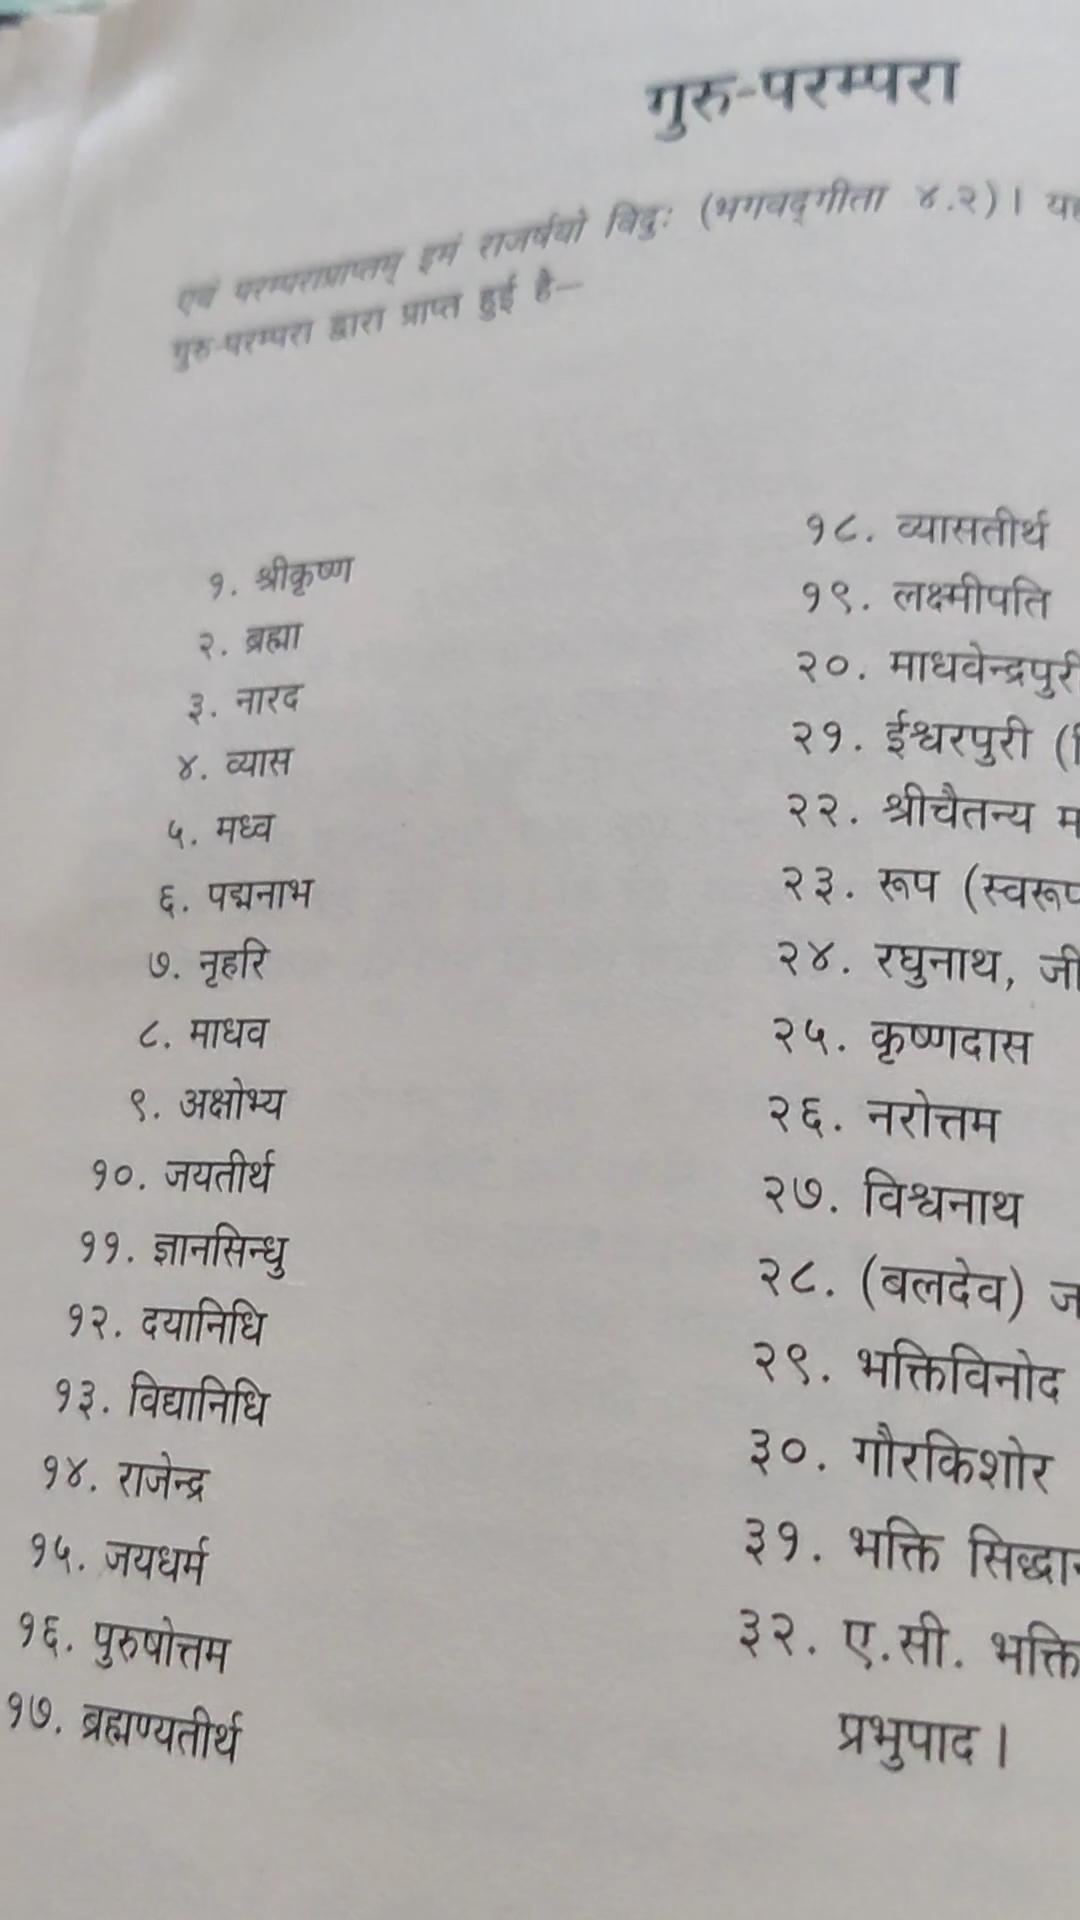 गुरु-परम्परा
एवं परम्पराप्राप्तम् इमं राजर्षयो विदुः (भगवद्गीता ४.२)।
गुरु-परम्परा द्वारा प्राप्त हुई है—
१. श्रीकृष्ण
२. ब्रह्मा
३. नारद
४. व्यास
५. मध्व
६. पद्मनाभ
७. नृहरि
८. माधव
९. अक्षोभ्य
१०. जयतीर्थ
११. ज्ञानसिन्धु
१२. दयानिधि
१३. विद्यानिधि
१४. राजेन्द्र
१५. जयधर्म
१६. पुरुषोत्तम
१७. ब्रह्मण्यतीर्थ
१८. व्यासतीर्थ
१९. लक्ष्मीपति
२०. माधवेन्द्रपुरी
२१. ईश्वरपुरी (
२२. श्रीचैतन्य
२३. रूप (
२४. रघुनाथ,
२५. कृष्णदास
२६. नरोत्तम
२७. विश्वनाथ
२८. (बलदेव)
२९. भक्तिविनोद
३०. गौरकिशोर
३१. भक्ति
३२. ए.सी.
प्रभुपाद।